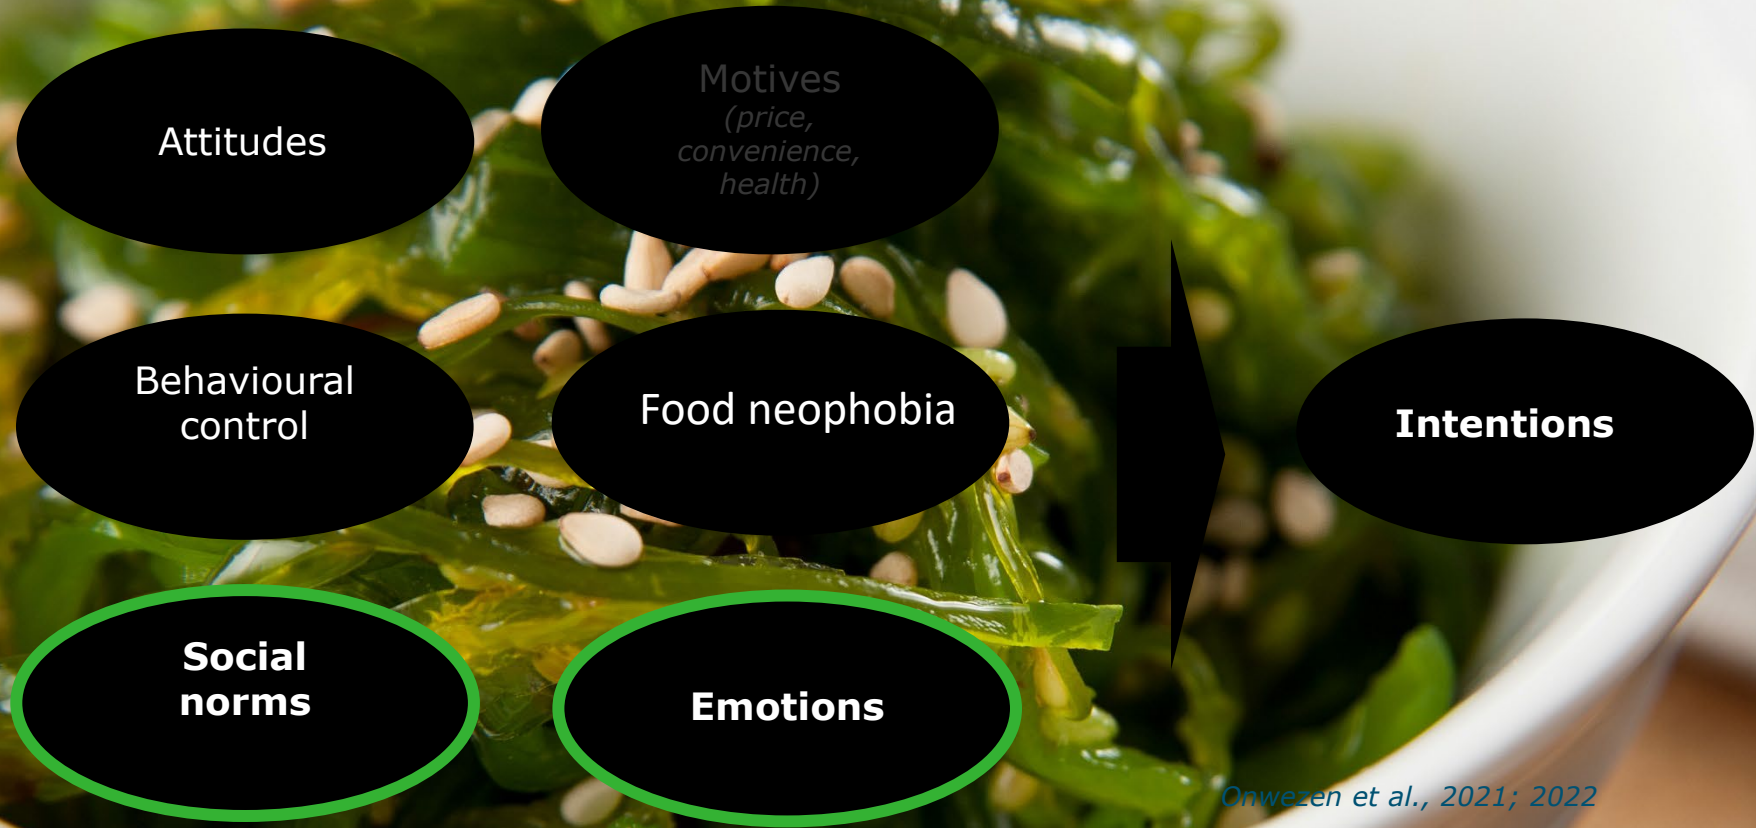 Attitudes
Motives
(price,
convenience,
health)
Behavioural
control
Food neophobia
Intentions
Social
norms
Emotions
Onwezen et al., 2021; 2022